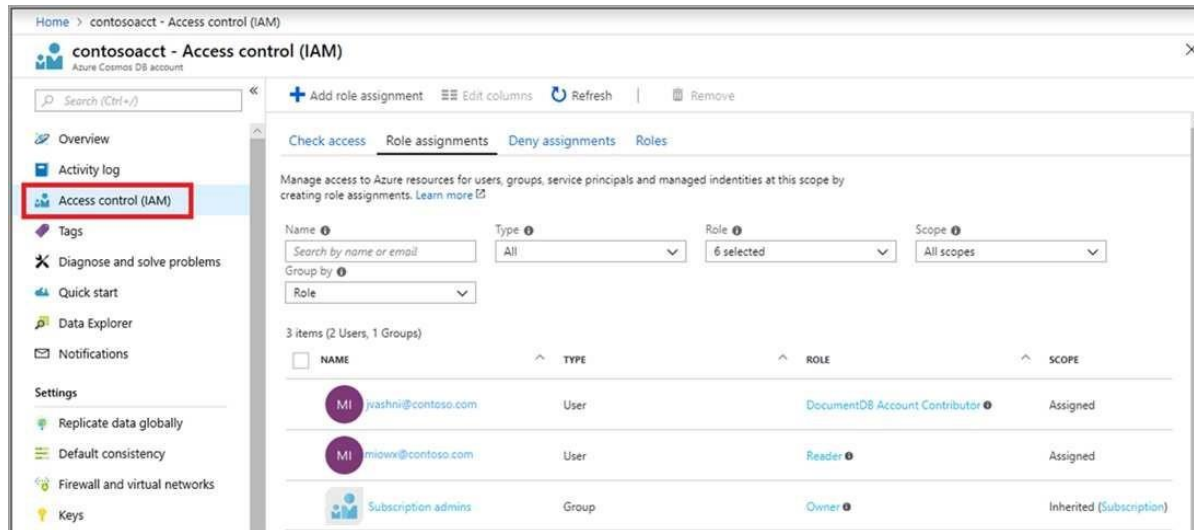 Home > contosoacct - Access control (IAM)
contosoacct - Access control (IAM)
Azure Cosmos DB account
Search (Ctrl+/)
Overview
Activity log
Access control (IAM)
Tags
Diagnose and solve problems
Quick start
Data Explorer
Notifications
Settings
Replicate data globally
Default consistency
Firewall and virtual networks
Keys
Add role assignment Edit columns Refresh Remove
Check access Role assignments Deny assignments Roles
Manage access to Azure resources for users, groups, service principals and managed indentities at this scope by
creating role assignments. Learn more
Name Type Role Scope
Search by name or email All 6 selected All scopes
Group by
Role
3 items (2 Users, 1 Groups)
NAME TYPE ROLE SCOPE
MI jvashni@contoso.com User DocumentDB Account Contributor Assigned
MI miowx@contoso.com User Reader Assigned
Subscription admins Group Owner Inherited (Subscription)